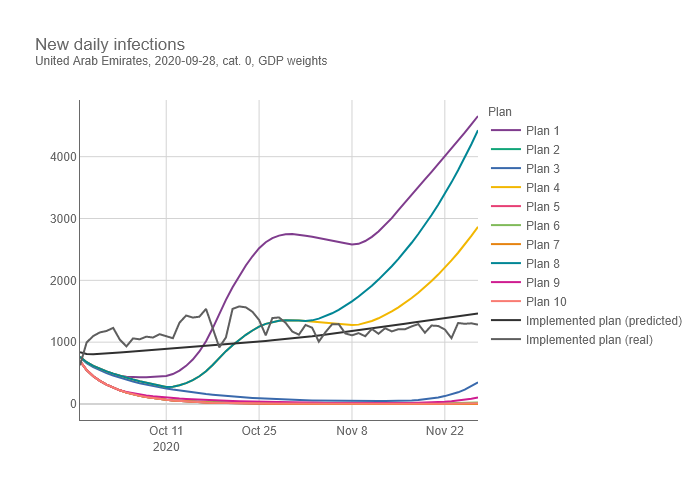 New daily infections
United Arab Emirates, 2020-09-28, cat. 0, GDP weights
Plan
Plan 1
Plan 2
Plan 3
Plan 4
Plan 5
Plan 6
Plan 7
Plan 8
Plan 9
Plan 10
Implemented plan (predicted)
Implemented plan (real)
4000
3000
2000
1000
0
Oct 11
2020
Oct 25
Nov 8
Nov 22